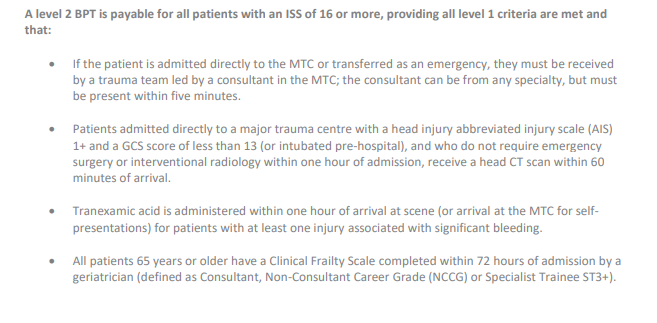 A level 2 BPT is payable for all patients with an ISS of 16 or more, providing all level 1 criteria are met and
that:
• If the patient is admitted directly to the MTC or transferred as an emergency, they must be received
by a trauma team led by a consultant in the MTC; the consultant can be from any specialty, but must
be present within five minutes.
• Patients admitted directly to a major trauma centre with a head injury abbreviated injury scale (AIS)
1+ and a GCS score of less than 13 (or intubated pre-hospital), and who do not require emergency
surgery or interventional radiology within one hour of admission, receive a head CT scan within 60
minutes of arrival.
• Tranexamic acid is administered within one hour of arrival at scene (or arrival at the MTC for self-
presentations) for patients with at least one injury associated with significant bleeding.
• All patients 65 years or older have a Clinical Frailty Scale completed within 72 hours of admission by a
geriatrician (defined as Consultant, Non-Consultant Career Grade (NCCG) or Specialist Trainee ST3+).